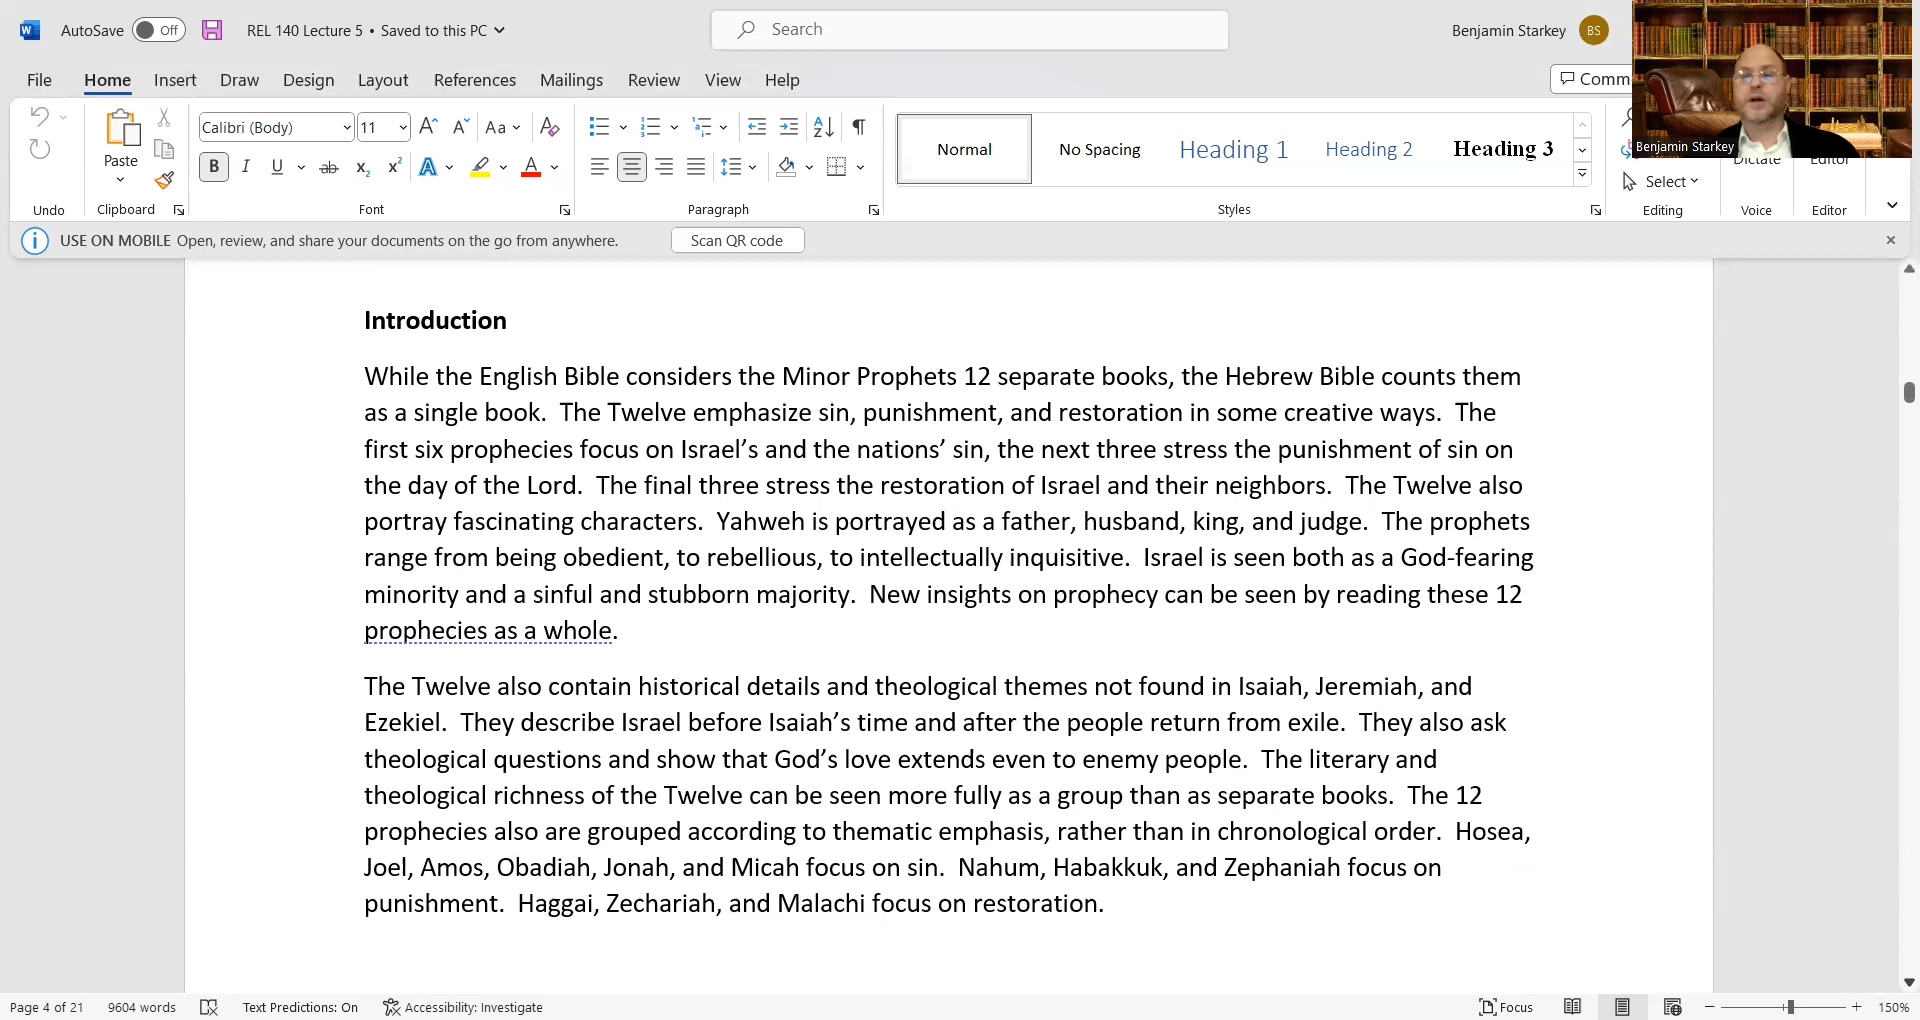 AutoSave Off REL 140 Lecture 5 • Saved to this PC Search Benjamin Starkey BS
File Home Insert Draw Design Layout References Mailings Review View Help
Benjamin Starkey
Calibri (Body) 11 Aa
Paste
B I U ab x₂ x² A A
Normal No Spacing Heading 1 Heading 2 Heading 3
Select
Dictate Editor
Undo Clipboard Font Paragraph Styles Editing Voice Editor
USE ON MOBILE Open, review, and share your documents on the go from anywhere. Scan QR code
Introduction
While the English Bible considers the Minor Prophets 12 separate books, the Hebrew Bible counts them
as a single book.  The Twelve emphasize sin, punishment, and restoration in some creative ways.  The
first six prophecies focus on Israel’s and the nations’ sin, the next three stress the punishment of sin on
the day of the Lord.  The final three stress the restoration of Israel and their neighbors.  The Twelve also
portray fascinating characters.  Yahweh is portrayed as a father, husband, king, and judge.  The prophets
range from being obedient, to rebellious, to intellectually inquisitive.  Israel is seen both as a God-fearing
minority and a sinful and stubborn majority.  New insights on prophecy can be seen by reading these 12
prophecies as a whole.
The Twelve also contain historical details and theological themes not found in Isaiah, Jeremiah, and
Ezekiel.  They describe Israel before Isaiah’s time and after the people return from exile.  They also ask
theological questions and show that God’s love extends even to enemy people.  The literary and
theological richness of the Twelve can be seen more fully as a group than as separate books.  The 12
prophecies also are grouped according to thematic emphasis, rather than in chronological order.  Hosea,
Joel, Amos, Obadiah, Jonah, and Micah focus on sin.  Nahum, Habakkuk, and Zephaniah focus on
punishment.  Haggai, Zechariah, and Malachi focus on restoration.
Page 4 of 21 9604 words Text Predictions: On Accessibility: Investigate Focus 150%